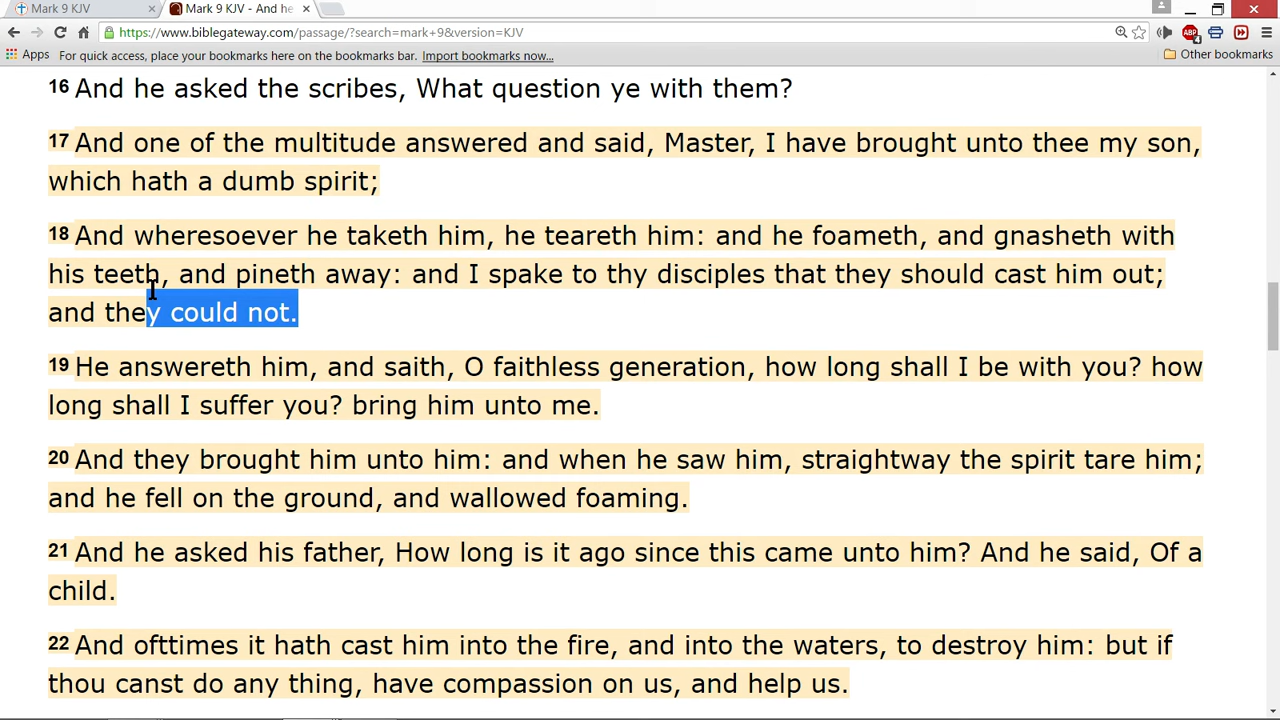 Mark 9 KJV
Mark 9 KJV - And he
https://www.biblegateway.com/passage/?search=mark+9&version=KJV
ABP 4
Apps For quick access, place your bookmarks here on the bookmarks bar. Import bookmarks now... Other bookmarks
16 And he asked the scribes, What question ye with them?
17 And one of the multitude answered and said, Master, I have brought unto thee my son,
which hath a dumb spirit;
18 And wheresoever he taketh him, he teareth him: and he foameth, and gnasheth with
his teeth, and pineth away: and I spake to thy disciples that they should cast him out;
and they could not.
19 He answereth him, and saith, O faithless generation, how long shall I be with you? how
long shall I suffer you? bring him unto me.
20 And they brought him unto him: and when he saw him, straightway the spirit tare him;
and he fell on the ground, and wallowed foaming.
21 And he asked his father, How long is it ago since this came unto him? And he said, Of a
child.
22 And ofttimes it hath cast him into the fire, and into the waters, to destroy him: but if
thou canst do any thing, have compassion on us, and help us.